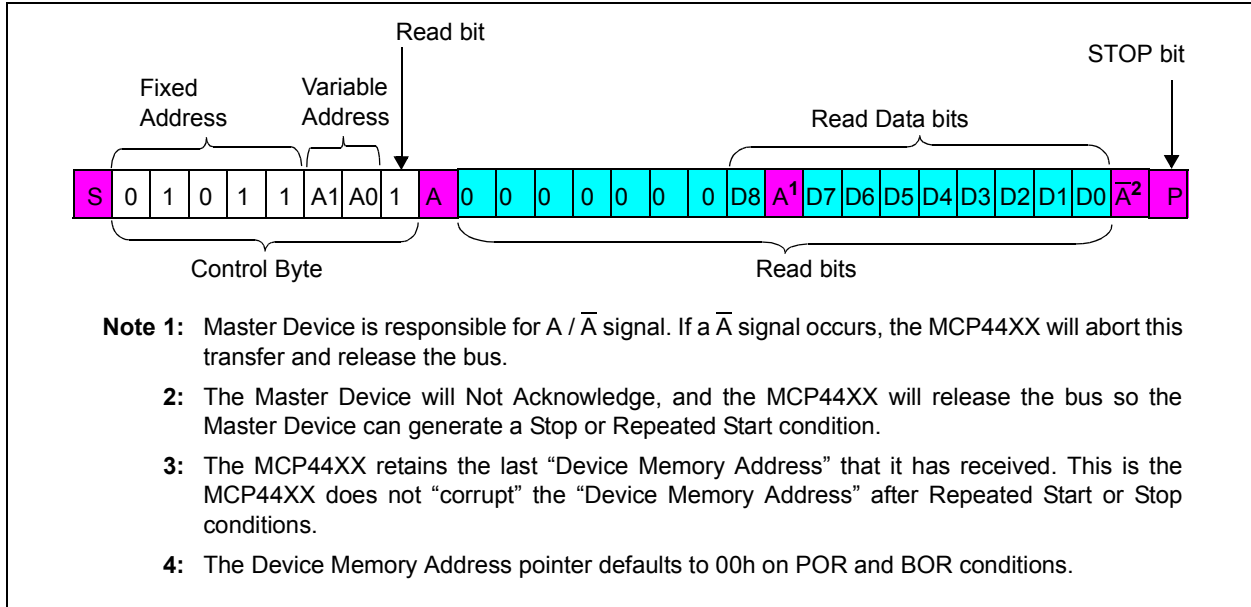 Read bit
STOP bit
Fixed Address
Variable Address
Read Data bits
S 0 1 0 1 1 A1 A0 1 A 0 0 0 0 0 0 0 D8 A¹ D7 D6 D5 D4 D3 D2 D1 D0 A̅² P
Control Byte
Read bits
Note 1: Master Device is responsible for A / A̅ signal. If a A̅ signal occurs, the MCP44XX will abort this
transfer and release the bus.
2: The Master Device will Not Acknowledge, and the MCP44XX will release the bus so the
Master Device can generate a Stop or Repeated Start condition.
3: The MCP44XX retains the last “Device Memory Address” that it has received. This is the
MCP44XX does not “corrupt” the “Device Memory Address” after Repeated Start or Stop
conditions.
4: The Device Memory Address pointer defaults to 00h on POR and BOR conditions.